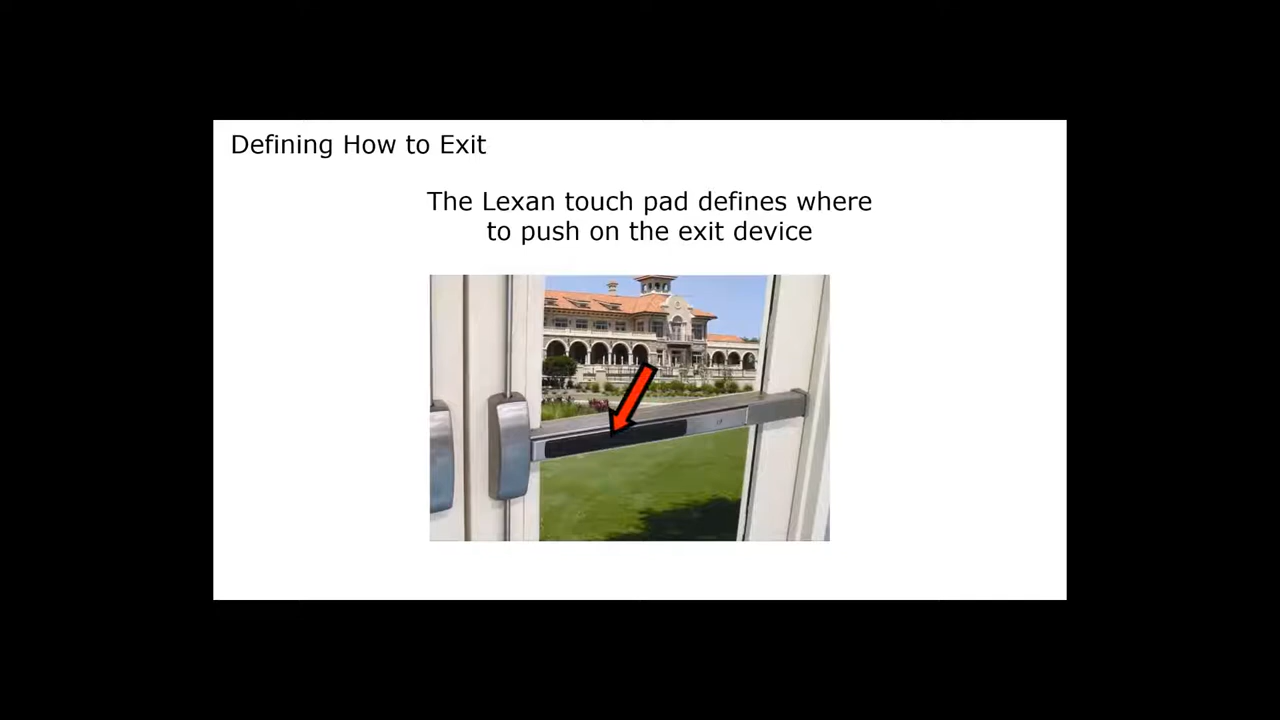 Defining How to Exit
The Lexan touch pad defines where
to push on the exit device